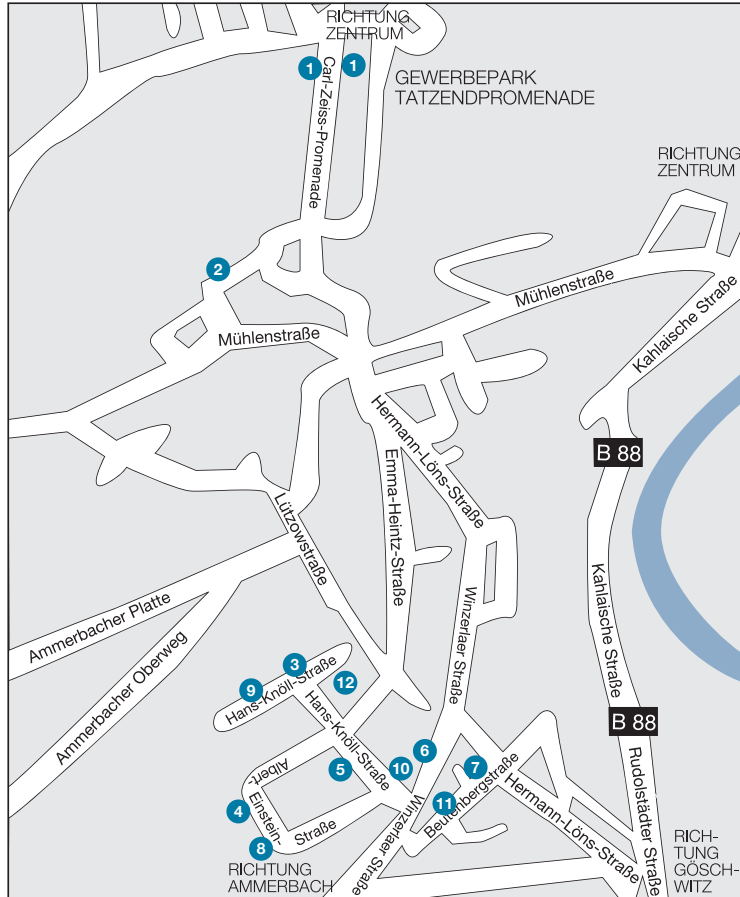 RICHTUNG
ZENTRUM
1
1
Carl-Zeiss-Promenade
GEWERBEPARK
TATZENDPROMENADE
RICHTUNG
ZENTRUM
2
Mühlenstraße
Mühlenstraße
Kahlaische Straße
Hermann-Löns-Straße
B 88
Emma-Heintz-Straße
Lützowstraße
Kahlaische Straße
Winzerlaer Straße
Ammerbacher Platte
Ammerbacher Oberweg
3
Hans-Knöll-Straße
9
12
Hans-Knöll-Straße
B 88
6
7
5
10
Albert-
Einstein-
Straße
4
8
11
Beutenbergstraße
Winzerlaer Straße
Hermann-Löns-Straße
Rudolstädter Straße
RICHTUNG
AMMERBACH
RICH-
TUNG
GÖSCH-
WITZ